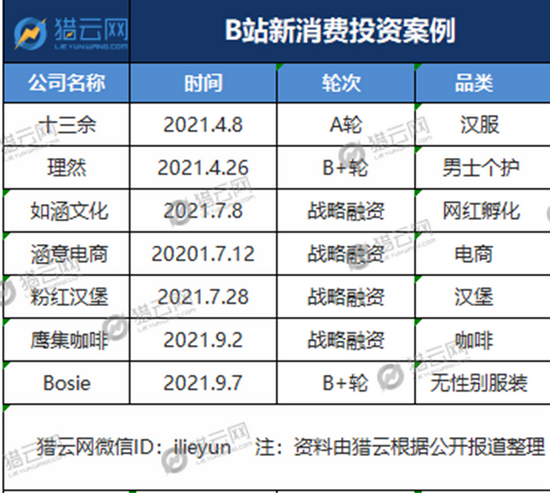 猎云网 B站新消费投资案例
LIEYUNWANG.COM
公司名称 时间 轮次 品类
十三余 2021.4.8 A轮 汉服
理然 2021.4.26 B+轮 男士个护
如涵文化 2021.7.8 战略融资 网红孵化
涵意电商 20201.7.12 战略融资 电商
粉红汉堡 2021.7.28 战略融资 汉堡
鹰集咖啡 2021.9.2 战略融资 咖啡
Bosie 2021.9.7 B+轮 无性别服装
猎云网微信ID：ilieyun 注：资料由猎云根据公开报道整理